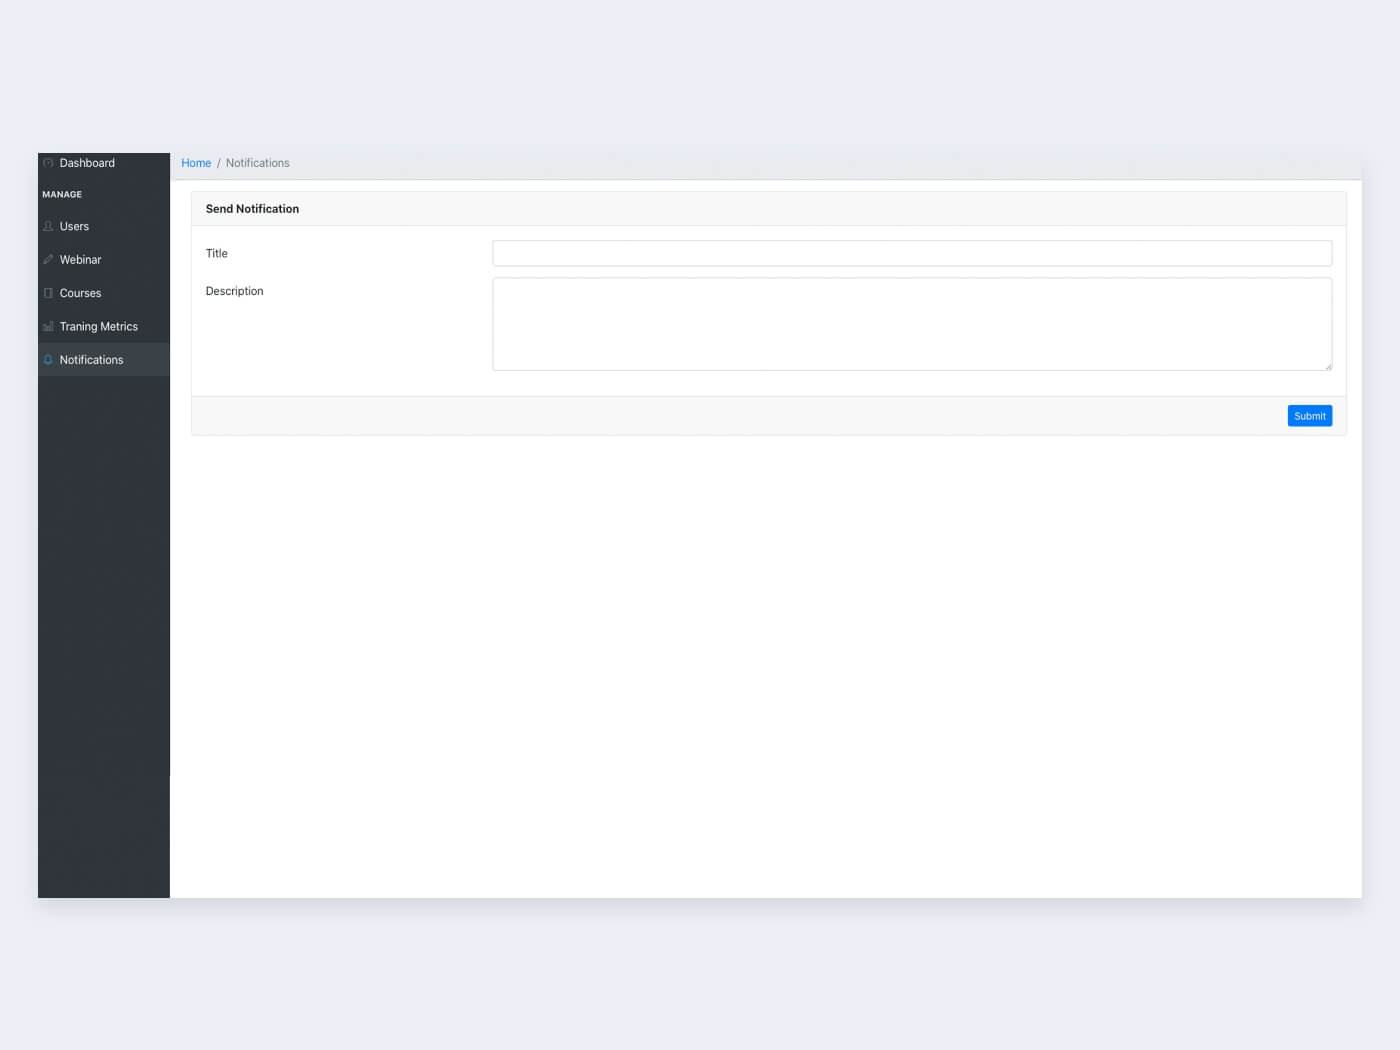 Dashboard
MANAGE
Users
Webinar
Courses
Traning Metrics
Notifications
Home / Notifications
Send Notification
Title
Description
Submit